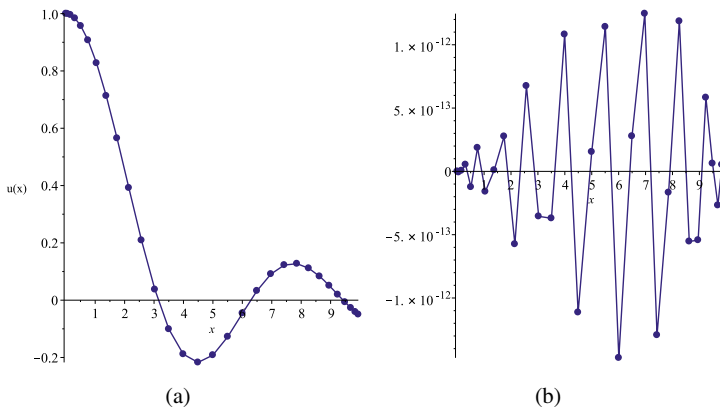 1.0
0.8
0.6
u(x)
0.4
0.2
0
1 2 3 4 5 6 7 8 9
x
−0.2
(a)
1. × 10⁻¹²
5. × 10⁻¹³
0
1 2 3 4 5 6 7 8 9
x
−5. × 10⁻¹³
−1. × 10⁻¹²
(b)